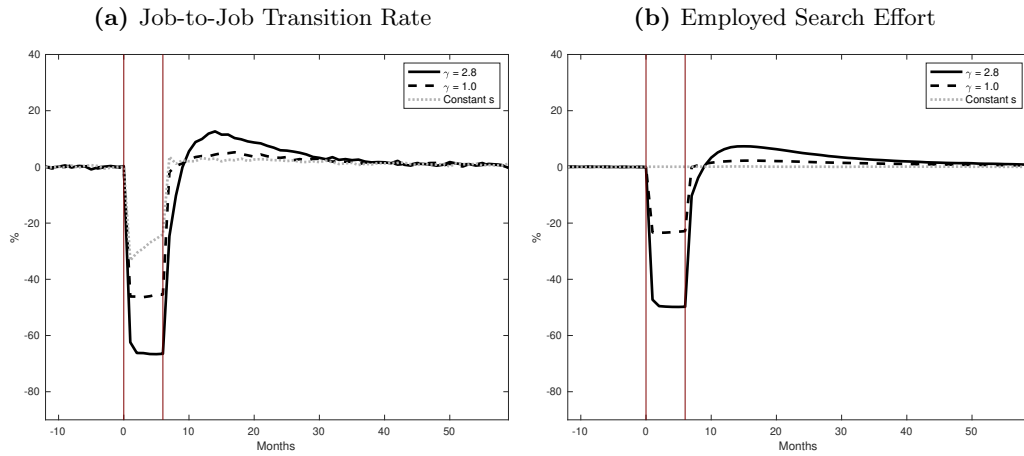 (a) Job-to-Job Transition Rate
40
20
0
-20
-40
-60
-80
%
-10 0 10 20 30 40 50
Months
γ = 2.8
γ = 1.0
Constant s
(b) Employed Search Effort
40
20
0
-20
-40
-60
-80
%
-10 0 10 20 30 40 50
Months
γ = 2.8
γ = 1.0
Constant s